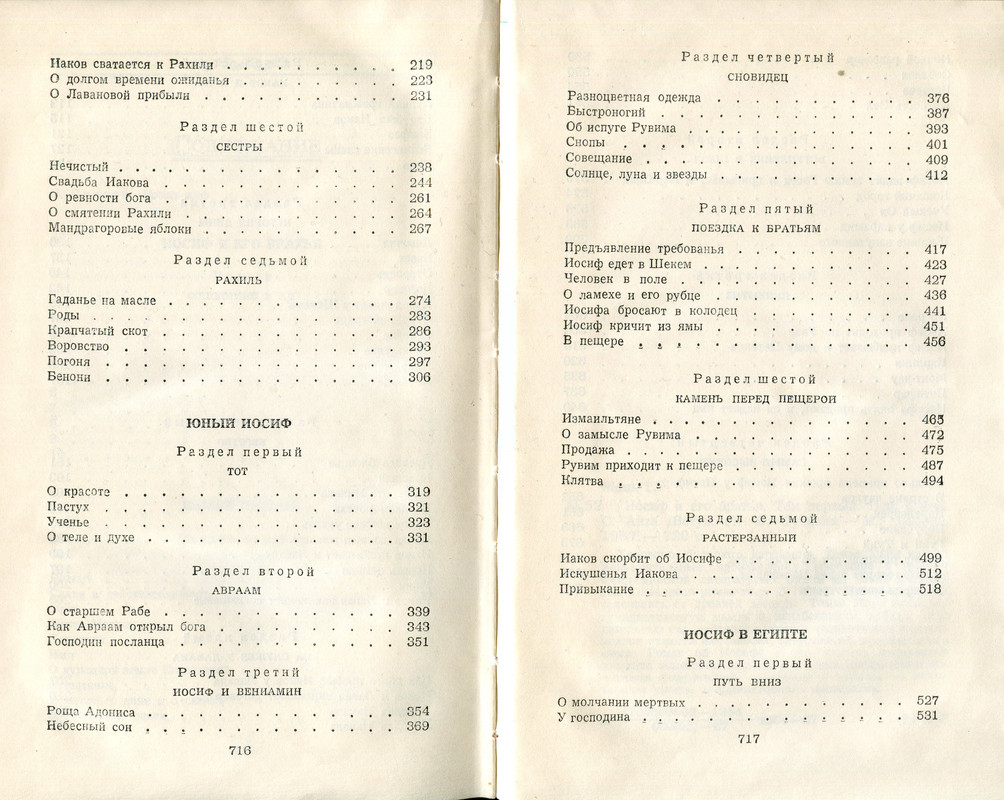 Иаков сватается к Рахили . . . . . . . . . . 219
О долгом времени ожиданья . . . . . . . . . 223
О Лавановой прибыли . . . . . . . . . . . 231
Раздел шестой
СЕСТРЫ
Нечистый . . . . . . . . . . . . . . . 238
Свадьба Иакова . . . . . . . . . . . . . 244
О ревности бога . . . . . . . . . . . . . 261
О смятении Рахили . . . . . . . . . . . . 264
Мандрагоровые яблоки . . . . . . . . . . . 267
Раздел седьмой
РАХИЛЬ
Гаданье на масле . . . . . . . . . . . . . 274
Роды . . . . . . . . . . . . . . . . . 283
Крапчатый скот . . . . . . . . . . . . . 286
Воровство . . . . . . . . . . . . . . . 293
Погоня . . . . . . . . . . . . . . . . 297
Бенони . . . . . . . . . . . . . . . . 306
ЮНЫЙ ИОСИФ
Раздел первый
ТОТ
О красоте . . . . . . . . . . . . . . . 319
Пастух . . . . . . . . . . . . . . . . 321
Ученье . . . . . . . . . . . . . . . . 323
О теле и духе . . . . . . . . . . . . . . 331
Раздел второй
АВРААМ
О старшем Рабе . . . . . . . . . . . . . 339
Как Авраам открыл бога . . . . . . . . . . 343
Господин посланца . . . . . . . . . . . . 351
Раздел третий
ИОСИФ И ВЕНИАМИН
Роща Адониса . . . . . . . . . . . . . . 354
Небесный сон . . . . . . . . . . . . . . 369
716
Раздел четвертый
СНОВИДЕЦ
Разноцветная одежда . . . . . . . . . . . 376
Быстроногий . . . . . . . . . . . . . . 387
Об испуге Рувима . . . . . . . . . . . . 393
Снопы . . . . . . . . . . . . . . . . 401
Совещание . . . . . . . . . . . . . . . 409
Солнце, луна и звезды . . . . . . . . . . . 412
Раздел пятый
ПОЕЗДКА К БРАТЬЯМ
Предъявление требованья . . . . . . . . . . 417
Иосиф едет в Шекем . . . . . . . . . . . . 423
Человек в поле . . . . . . . . . . . . . 427
О ламехе и его рубце . . . . . . . . . . . 436
Иосифа бросают в колодец . . . . . . . . . 441
Иосиф кричит из ямы . . . . . . . . . . . 451
В пещере . . . . . . . . . . . . . . . 456
Раздел шестой
КАМЕНЬ ПЕРЕД ПЕЩЕРОЙ
Измаильтяне . . . . . . . . . . . . . . 465
О замысле Рувима . . . . . . . . . . . . 472
Продажа . . . . . . . . . . . . . . . 475
Рувим приходит к пещере . . . . . . . . . . 487
Клятва . . . . . . . . . . . . . . . . 494
Раздел седьмой
РАСТЕРЗАННЫЙ
Иаков скорбит об Иосифе . . . . . . . . . . 499
Искушенья Иакова . . . . . . . . . . . . 512
Привыкание . . . . . . . . . . . . . . 518
ИОСИФ В ЕГИПТЕ
Раздел первый
ПУТЬ ВНИЗ
О молчании мертвых . . . . . . . . . . . . 527
У господина . . . . . . . . . . . . . . 531
717